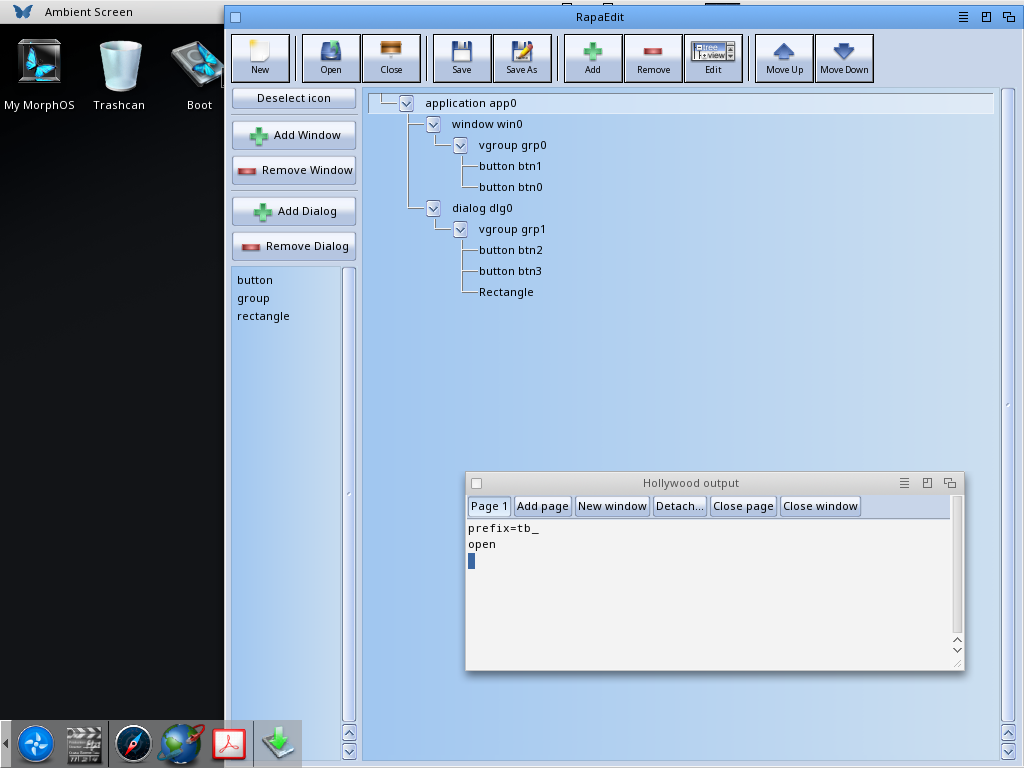 Ambient Screen
RapaEdit
New
Open
Close
Save
Save As
Add
Remove
tree
view
Edit
Move Up
Move Down
My MorphOS
Trashcan
Boot
Deselect icon
Add Window
Remove Window
Add Dialog
Remove Dialog
button
group
rectangle
application app0
window win0
vgroup grp0
button btn1
button btn0
dialog dlg0
vgroup grp1
button btn2
button btn3
Rectangle
Hollywood output
Page 1
Add page
New window
Detach...
Close page
Close window
prefix=tb_
open